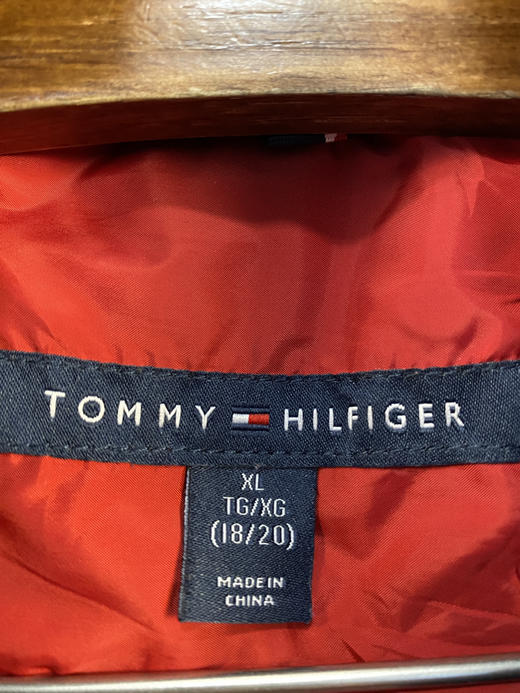 TOMMY HILFIGER
XL
TG/XG
(18/20)
MADE IN
CHINA